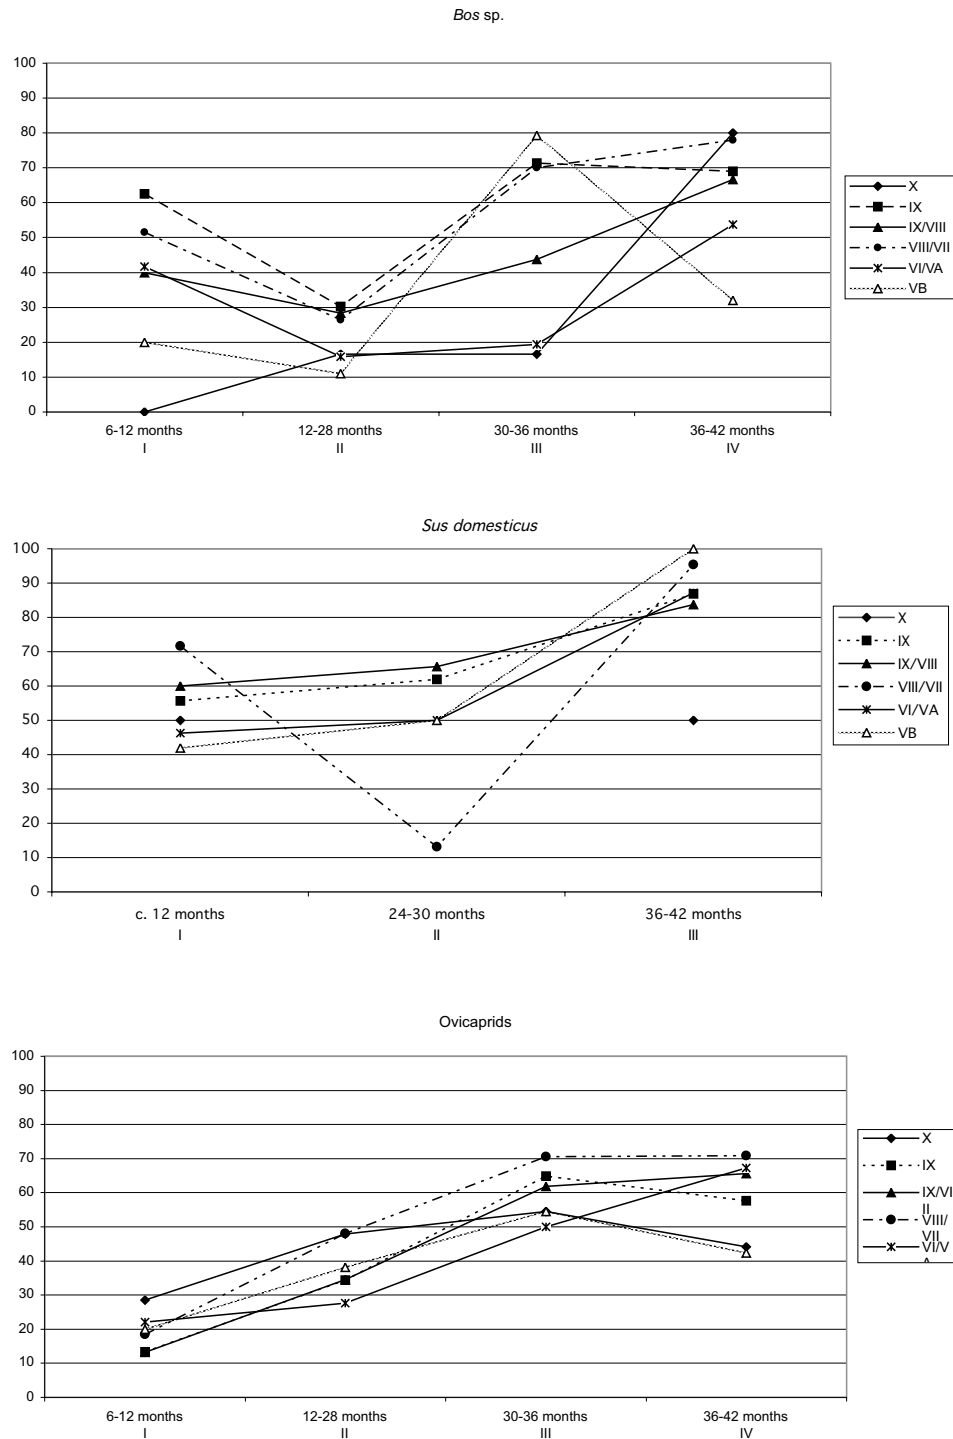 Bos sp.
100
90
80
70
60
50
40
30
20
10
0
6-12 months
I
12-28 months
II
30-36 months
III
36-42 months
IV
X
IX
IX/VIII
VIII/VII
VI/VA
VB
Sus domesticus
100
90
80
70
60
50
40
30
20
10
0
c. 12 months
I
24-30 months
II
36-42 months
III
X
IX
IX/VIII
VIII/VII
VI/VA
VB
Ovicaprids
100
90
80
70
60
50
40
30
20
10
0
6-12 months
I
12-28 months
II
30-36 months
III
36-42 months
IV
X
IX
IX/VI
II
VIII/
VII
VI/V